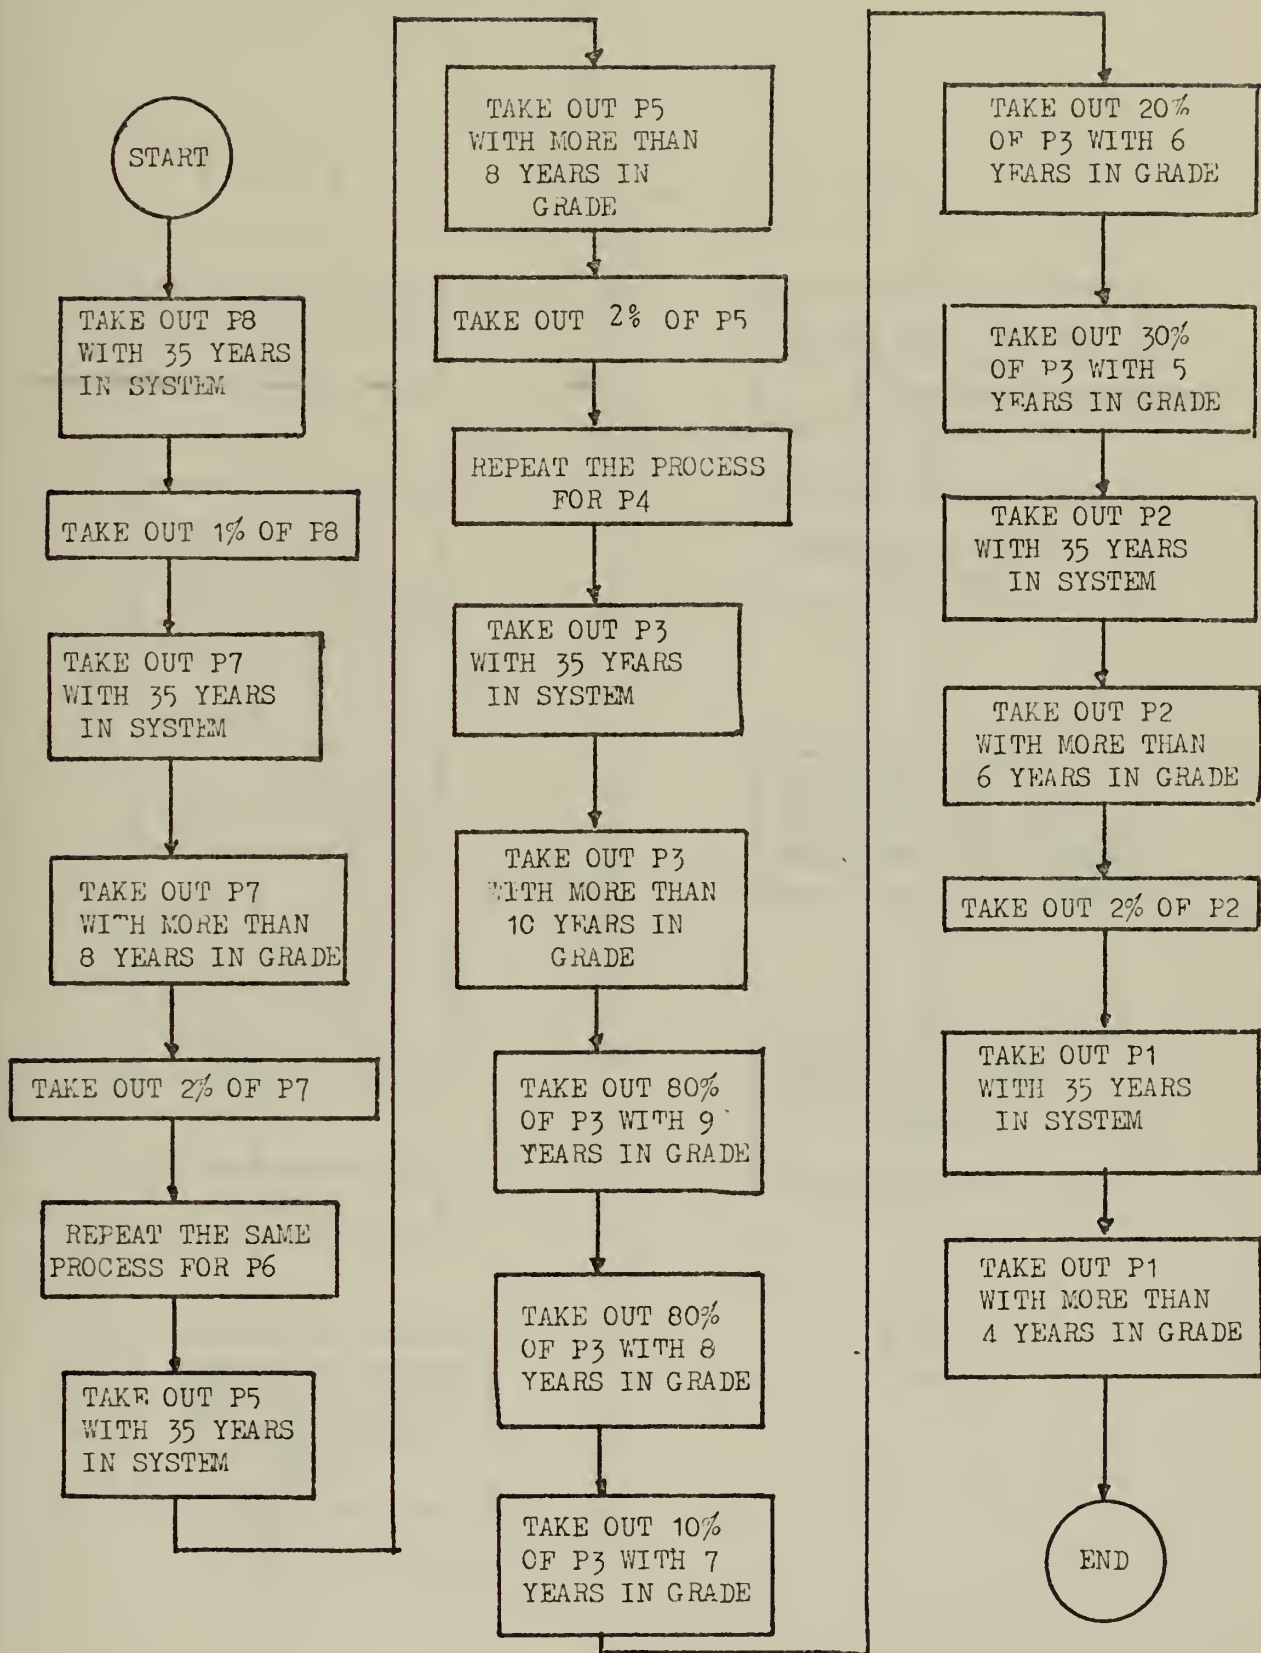 START
TAKE OUT P8
WITH 35 YEARS
IN SYSTEM
TAKE OUT 1% OF P8
TAKE OUT P7
WITH 35 YEARS
IN SYSTEM
TAKE OUT P7
WITH MORE THAN
8 YEARS IN GRADE
TAKE OUT 2% OF P7
REPEAT THE SAME
PROCESS FOR P6
TAKE OUT P5
WITH 35 YEARS
IN SYSTEM
TAKE OUT P5
WITH MORE THAN
8 YEARS IN
GRADE
TAKE OUT 2% OF P5
REPEAT THE PROCESS
FOR P4
TAKE OUT P3
WITH 35 YEARS
IN SYSTEM
TAKE OUT P3
WITH MORE THAN
10 YEARS IN
GRADE
TAKE OUT 80%
OF P3 WITH 9
YEARS IN GRADE
TAKE OUT 80%
OF P3 WITH 8
YEARS IN GRADE
TAKE OUT 10%
OF P3 WITH 7
YEARS IN GRADE
TAKE OUT 20%
OF P3 WITH 6
YEARS IN GRADE
TAKE OUT 30%
OF P3 WITH 5
YEARS IN GRADE
TAKE OUT P2
WITH 35 YEARS
IN SYSTEM
TAKE OUT P2
WITH MORE THAN
6 YEARS IN GRADE
TAKE OUT 2% OF P2
TAKE OUT P1
WITH 35 YEARS
IN SYSTEM
TAKE OUT P1
WITH MORE THAN
4 YEARS IN GRADE
END